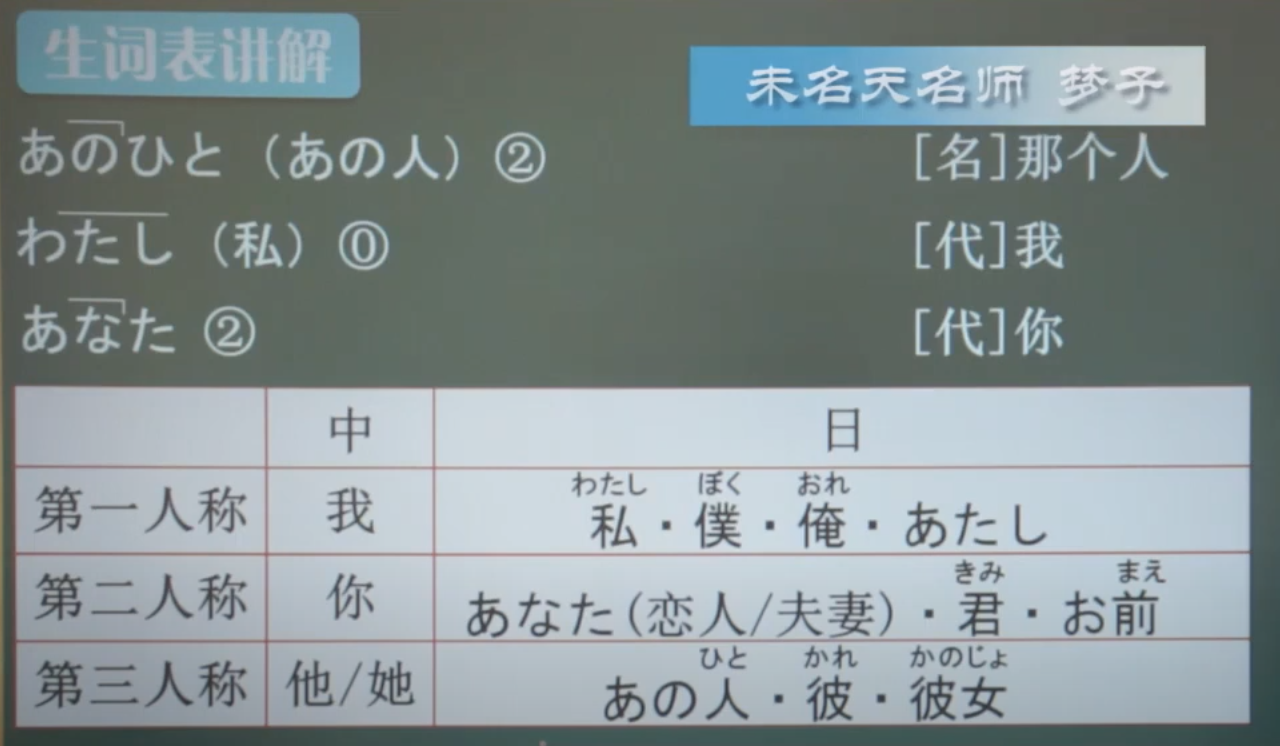 生词表讲解
未名天名师 梦子
あのひと（あの人）② [名]那个人
わたし（私）⓪ [代]我
あなた② [代]你
中 日
第一人称 我 私・僕・俺・あたし
わたし ぼく おれ
第二人称 你 あなた(恋人/夫妻)・君・お前
きみ まえ
第三人称 他/她 あの人・彼・彼女
ひと かれ かのじょ